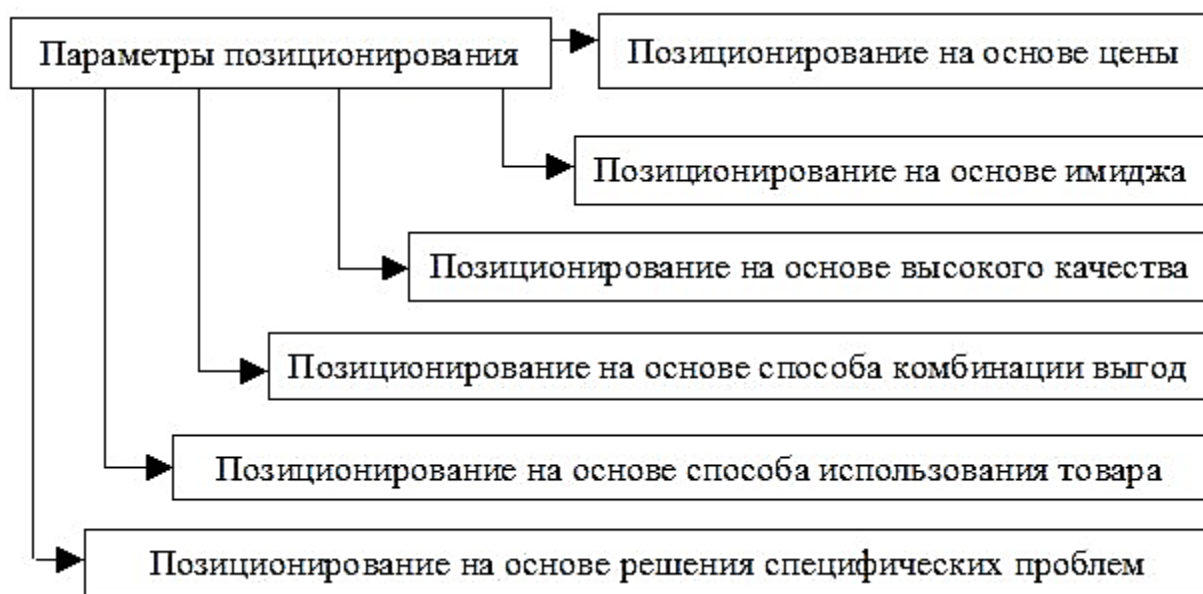 Параметры позиционирования
Позиционирование на основе цены
Позиционирование на основе имиджа
Позиционирование на основе высокого качества
Позиционирование на основе способа комбинации выгод
Позиционирование на основе способа использования товара
Позиционирование на основе решения специфических проблем